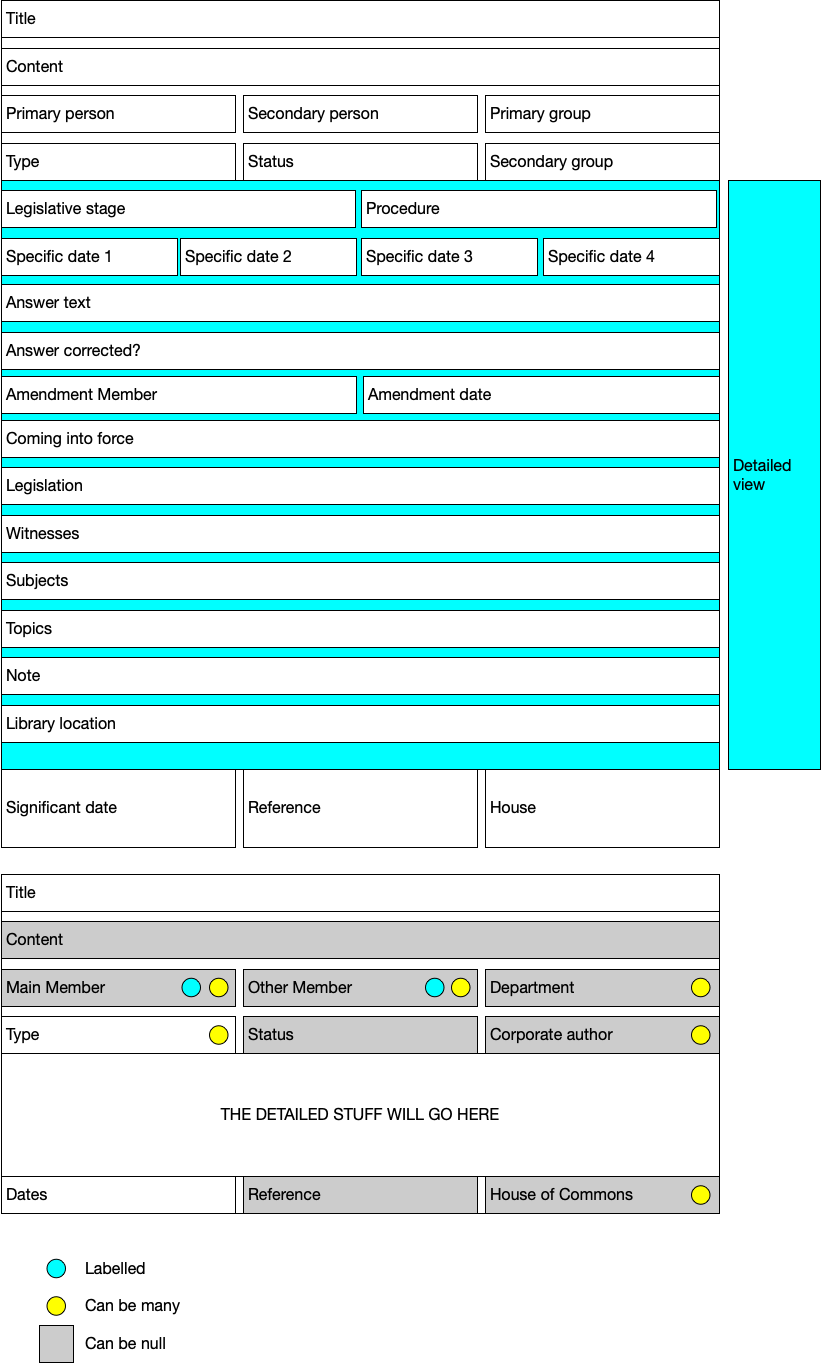 Title
Content
Primary person
Secondary person
Primary group
Type
Status
Secondary group
Legislative stage
Procedure
Specific date 1
Specific date 2
Specific date 3
Specific date 4
Answer text
Answer corrected?
Amendment Member
Amendment date
Coming into force
Legislation
Witnesses
Subjects
Topics
Note
Library location
Detailed
view
Significant date
Reference
House
Title
Content
Main Member
Other Member
Department
Type
Status
Corporate author
THE DETAILED STUFF WILL GO HERE
Dates
Reference
House of Commons
Labelled
Can be many
Can be null